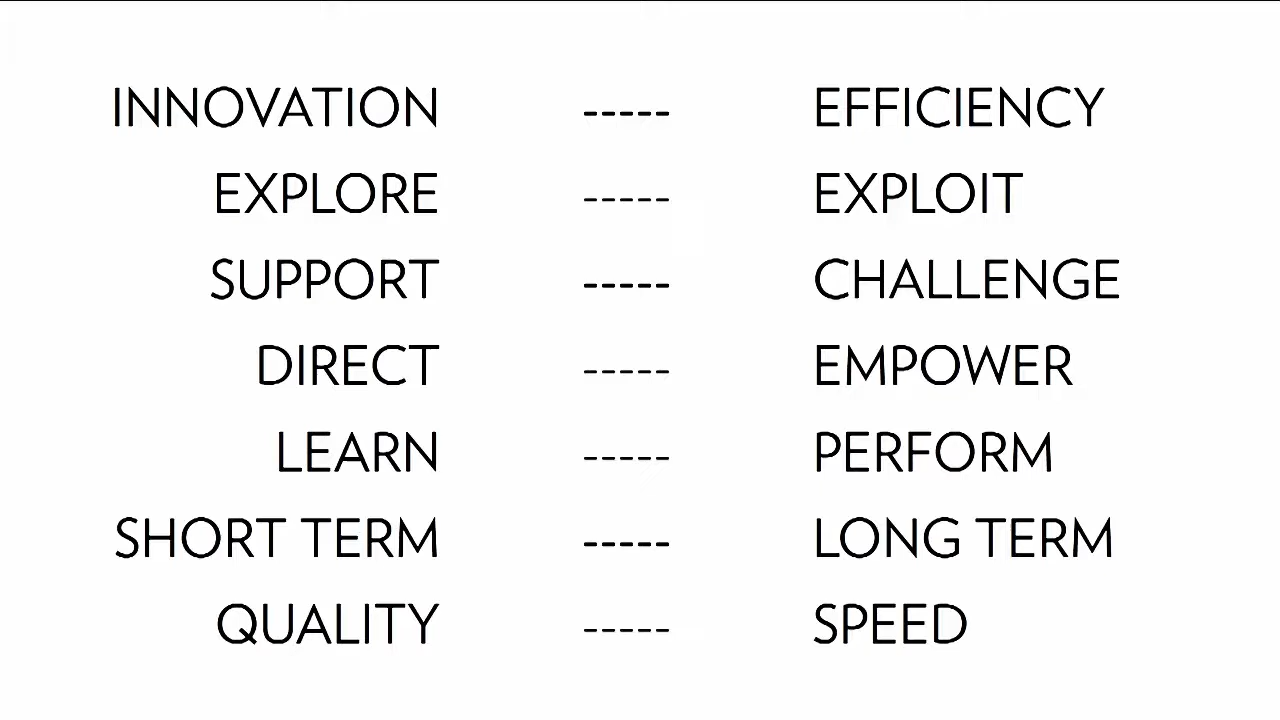 INNOVATION ----- EFFICIENCY
EXPLORE ----- EXPLOIT
SUPPORT ----- CHALLENGE
DIRECT ----- EMPOWER
LEARN ----- PERFORM
SHORT TERM ----- LONG TERM
QUALITY ----- SPEED